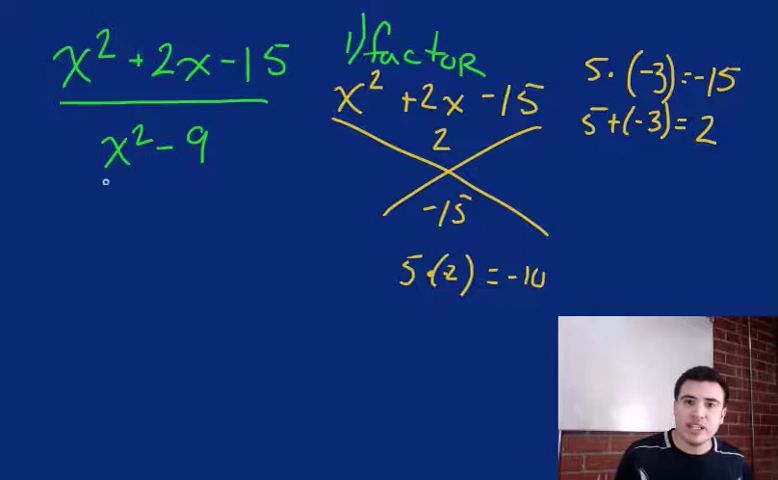 x² + 2x - 15
x² - 9
1) factor
x² + 2x - 15
2
-15
5 · (2) = -10
5 · (-3) = -15
5 + (-3) = 2